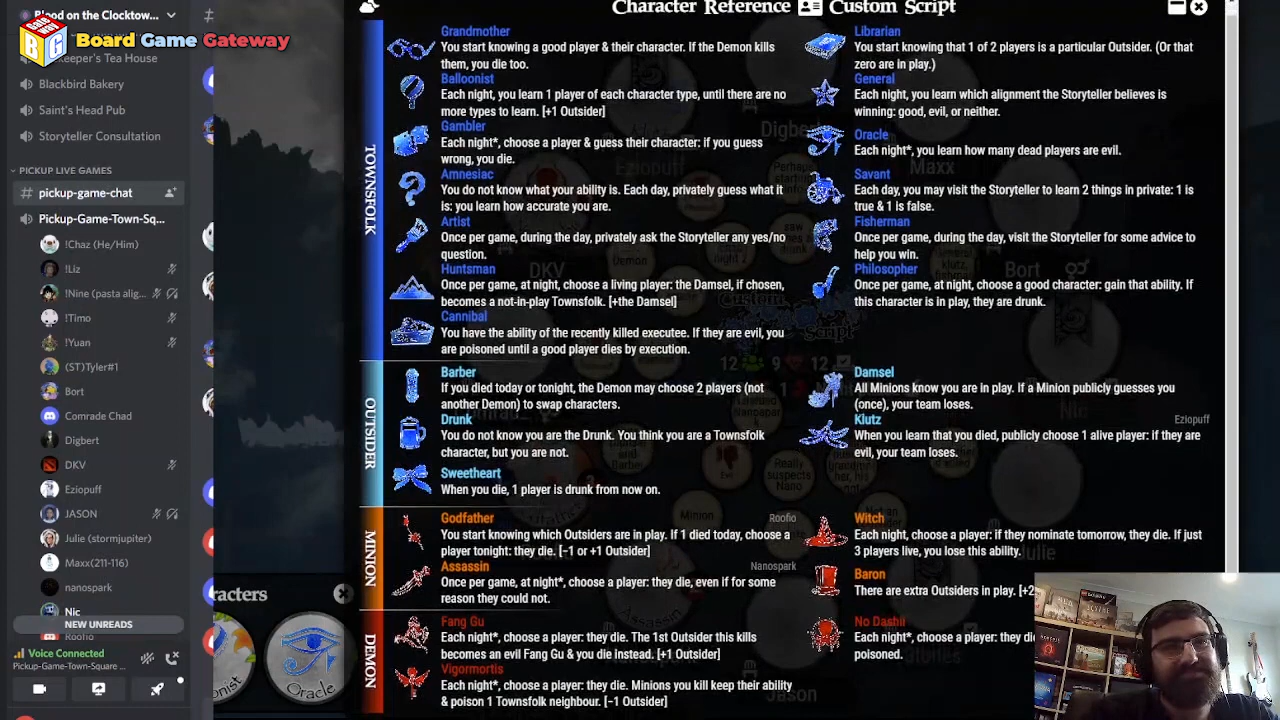 Blood on the Clocktow...
Board Game Gateway
keeper's Tea House
Blackbird Bakery
Saint's Head Pub
Storyteller Consultation
PICKUP LIVE GAMES
pickup-game-chat
Pickup-Game-Town-Sq...
!Chaz (He/Him)
!Liz
!Nine (pasta alig...
!Timo
!Yuan
(ST)Tyler#1
Bort
Comrade Chad
Digbert
DKV
Eziopuff
JASON
Julie (stormjupiter)
Maxx(211-116)
nanospark
Nic
Roofio
NEW UNREADS
Voice Connected
Pickup-Game-Town-Square ...
Character Reference
Custom Script
TOWNSFOLK
Grandmother
You start knowing a good player & their character. If the Demon kills
them, you die too.
Balloonist
Each night, you learn 1 player of each character type, until there are no
more types to learn. [+1 Outsider]
Gambler
Each night*, choose a player & guess their character: if you guess
wrong, you die.
Amnesiac
You do not know what your ability is. Each day, privately guess what it
is: you learn how accurate you are.
Artist
Once per game, during the day, privately ask the Storyteller any yes/no
question.
Huntsman
Once per game, at night, choose a living player: the Damsel, if chosen,
becomes a not-in-play Townsfolk. [+the Damsel]
Cannibal
You have the ability of the recently killed executee. If they are evil, you
are poisoned until a good player dies by execution.
Librarian
You start knowing that 1 of 2 players is a particular Outsider. (Or that
zero are in play.)
General
Each night, you learn which alignment the Storyteller believes is
winning: good, evil, or neither.
Oracle
Each night*, you learn how many dead players are evil.
Savant
Each day, you may visit the Storyteller to learn 2 things in private: 1 is
true & 1 is false.
Fisherman
Once per game, during the day, visit the Storyteller for some advice to
help you win.
Philosopher
Once per game, at night, choose a good character: gain that ability. If
this character is in play, they are drunk.
OUTSIDER
Barber
If you died today or tonight, the Demon may choose 2 players (not
another Demon) to swap characters.
Drunk
You do not know you are the Drunk. You think you are a Townsfolk
character, but you are not.
Sweetheart
When you die, 1 player is drunk from now on.
Damsel
All Minions know you are in play. If a Minion publicly guesses you
(once), your team loses.
Klutz
Eziopuff
When you learn that you died, publicly choose 1 alive player: if they are
evil, your team loses.
MINION
Godfather
Roofio
You start knowing which Outsiders are in play. If 1 died today, choose a
player tonight: they die. [−1 or +1 Outsider]
Assassin
Nanospark
Once per game, at night*, choose a player: they die, even if for some
reason they could not.
Witch
Each night, choose a player: if they nominate tomorrow, they die. If just
3 players live, you lose this ability.
Baron
There are extra Outsiders in play. [+2
DEMON
Fang Gu
Each night*, choose a player: they die. The 1st Outsider this kills
becomes an evil Fang Gu & you die instead. [+1 Outsider]
Vigormortis
Each night*, choose a player: they die. Minions you kill keep their ability
& poison 1 Townsfolk neighbour. [−1 Outsider]
No Dashii
Each night*, choose a player: they die
poisoned.
racters
onist
Oracle
Digbert
Eziopuff
Maxx
DKV
Bort
Nic
Julie
Nanospark
Jason
Assassin
Minion
Evil
Really
suspects
Nano
Custom
Script
12
9
12